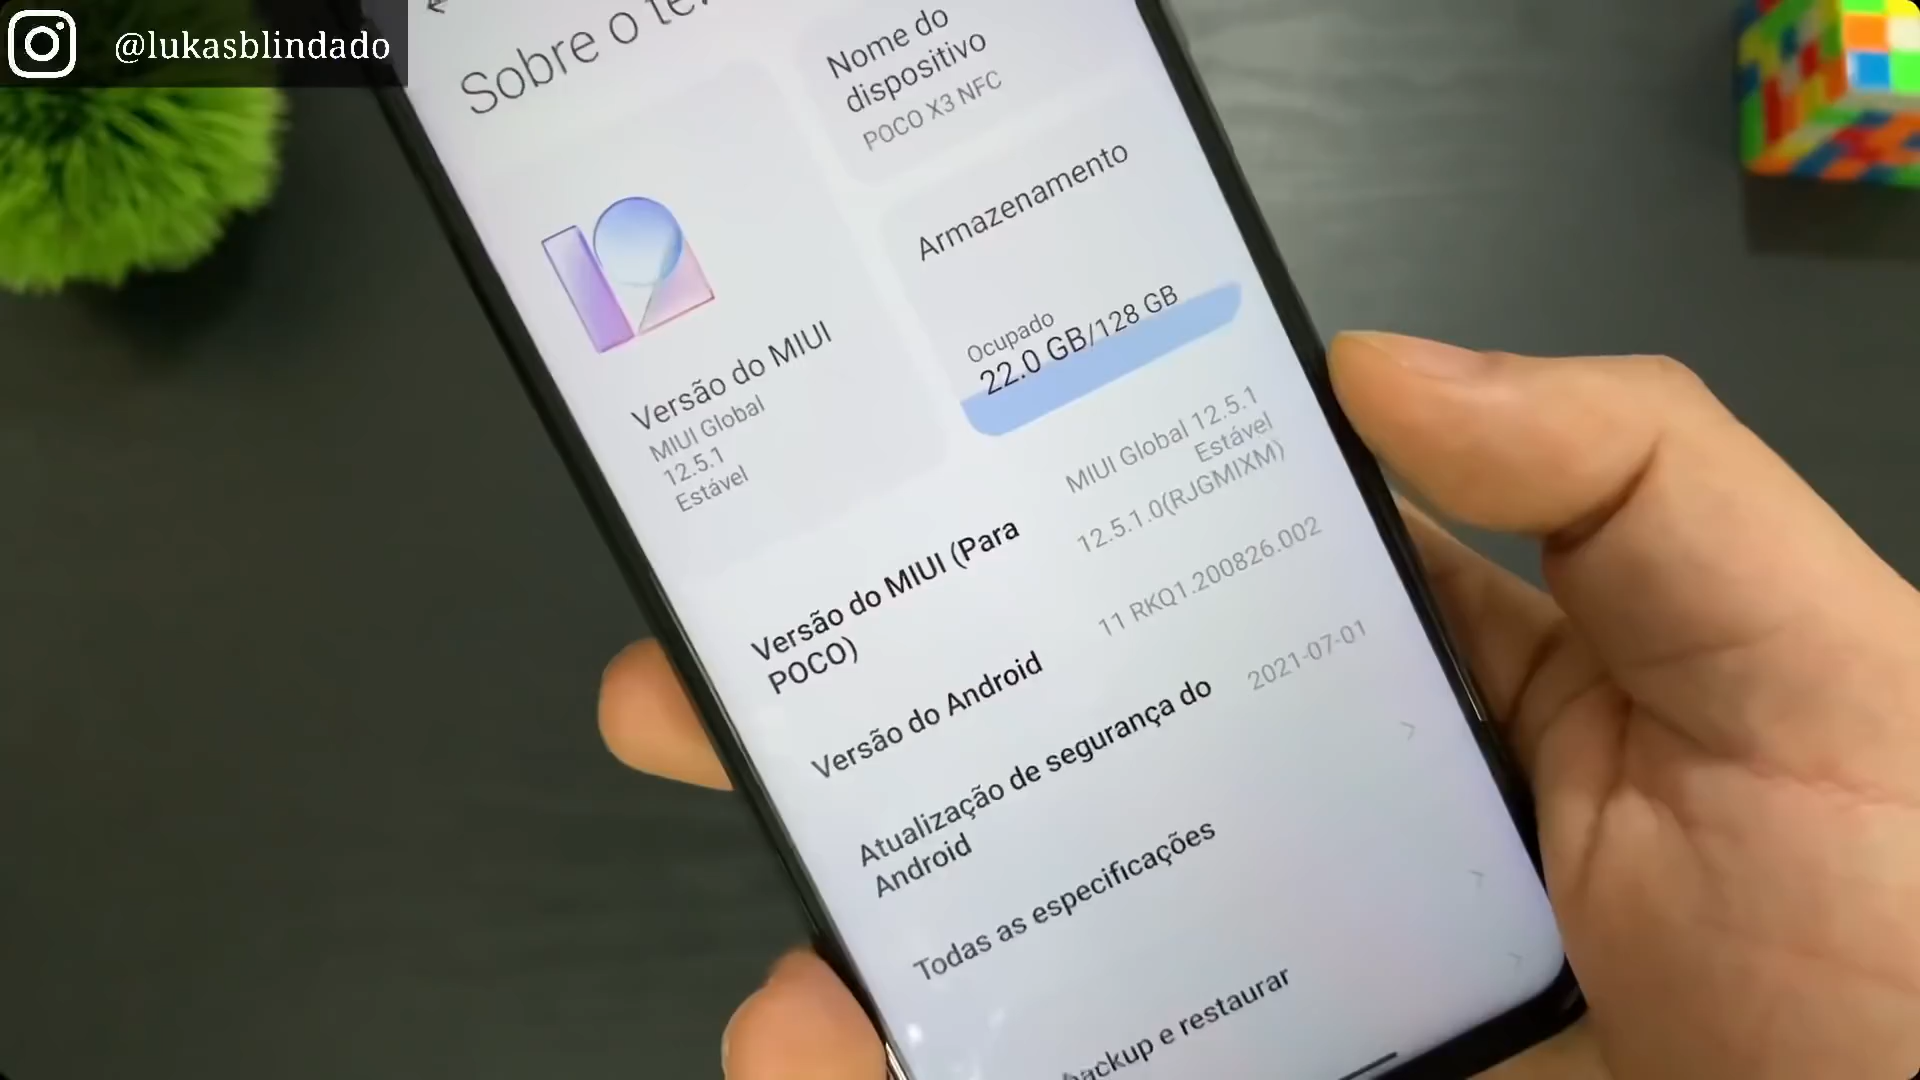 @lukasblindado
Sobre o te
Nome do
dispositivo
POCO X3 NFC
12
Versão do MIUI
MIUI Global
12.5.1
Estável
Armazenamento
Ocupado
22.0 GB/128 GB
Versão do MIUI (Para
POCO)
MIUI Global 12.5.1
Estável
12.5.1.0(RJGMIXM)
Versão do Android
11 RKQ1.200826.002
Atualização de segurança do
Android
2021-07-01
Todas as especificações
Backup e restaurar